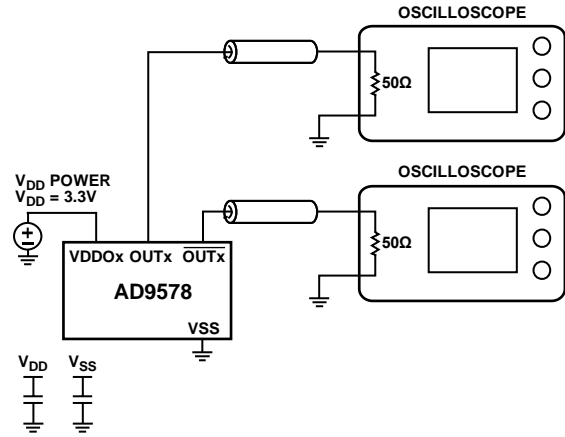 OSCILLOSCOPE
50Ω
OSCILLOSCOPE
VDD POWER
VDD = 3.3V
50Ω
VDDOx OUTx OUTx
AD9578
VSS
VDD VSS